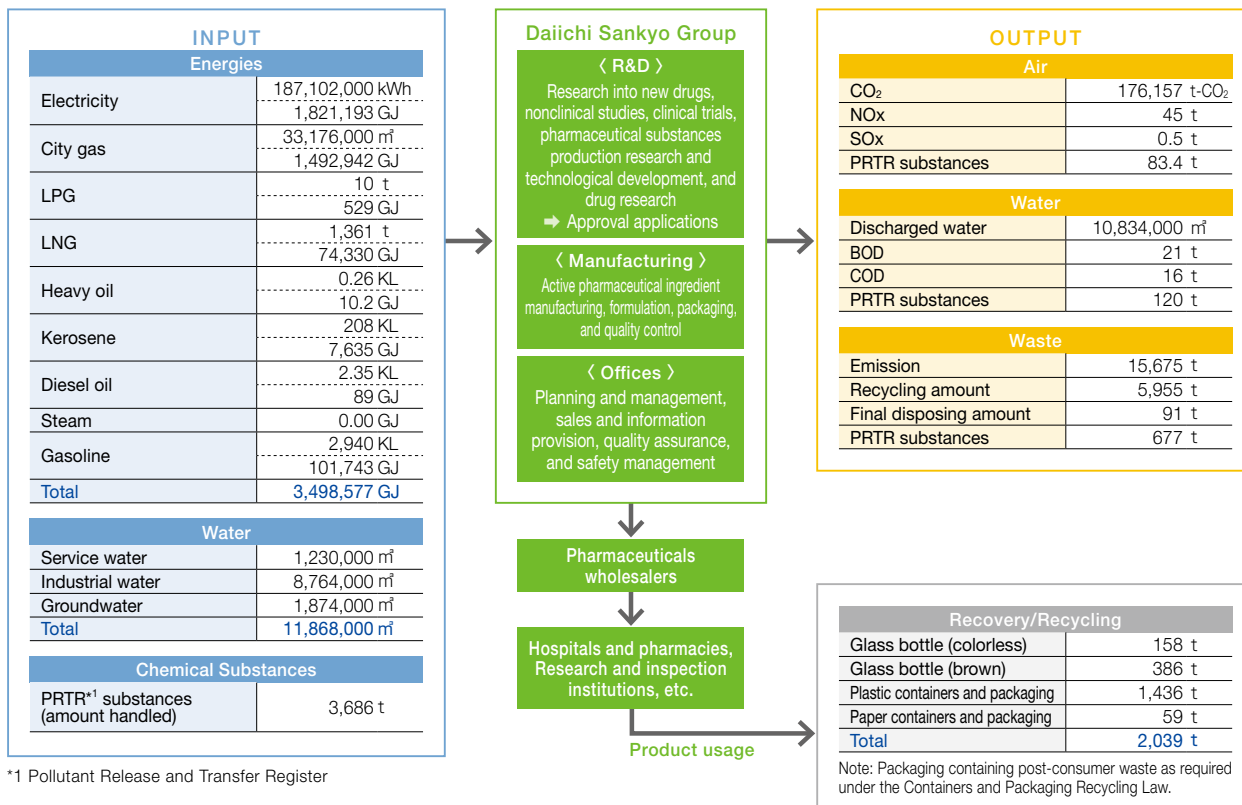 INPUT
Energies
Electricity
187,102,000 kWh
1,821,193 GJ
City gas
33,176,000 ㎥
1,492,942 GJ
LPG
10 t
529 GJ
LNG
1,361 t
74,330 GJ
Heavy oil
0.26 KL
10.2 GJ
Kerosene
208 KL
7,635 GJ
Diesel oil
2.35 KL
89 GJ
Steam 0.00 GJ
Gasoline
2,940 KL
101,743 GJ
Total 3,498,577 GJ
Water
Service water 1,230,000 ㎥
Industrial water 8,764,000 ㎥
Groundwater 1,874,000 ㎥
Total 11,868,000 ㎥
Chemical Substances
PRTR*1 substances
(amount handled)
3,686 t
*1 Pollutant Release and Transfer Register
Daiichi Sankyo Group
〈 R&D 〉
Research into new drugs,
nonclinical studies, clinical trials,
pharmaceutical substances
production research and
technological development, and
drug research
➡ Approval applications
〈 Manufacturing 〉
Active pharmaceutical ingredient
manufacturing, formulation, packaging,
and quality control
〈 Offices 〉
Planning and management,
sales and information
provision, quality assurance,
and safety management
Pharmaceuticals
wholesalers
Hospitals and pharmacies,
Research and inspection
institutions, etc.
Product usage
OUTPUT
Air
CO₂ 176,157 t-CO₂
NOx 45 t
SOx 0.5 t
PRTR substances 83.4 t
Water
Discharged water 10,834,000 ㎥
BOD 21 t
COD 16 t
PRTR substances 120 t
Waste
Emission 15,675 t
Recycling amount 5,955 t
Final disposing amount 91 t
PRTR substances 677 t
Recovery/Recycling
Glass bottle (colorless) 158 t
Glass bottle (brown) 386 t
Plastic containers and packaging 1,436 t
Paper containers and packaging 59 t
Total 2,039 t
Note: Packaging containing post-consumer waste as required
under the Containers and Packaging Recycling Law.